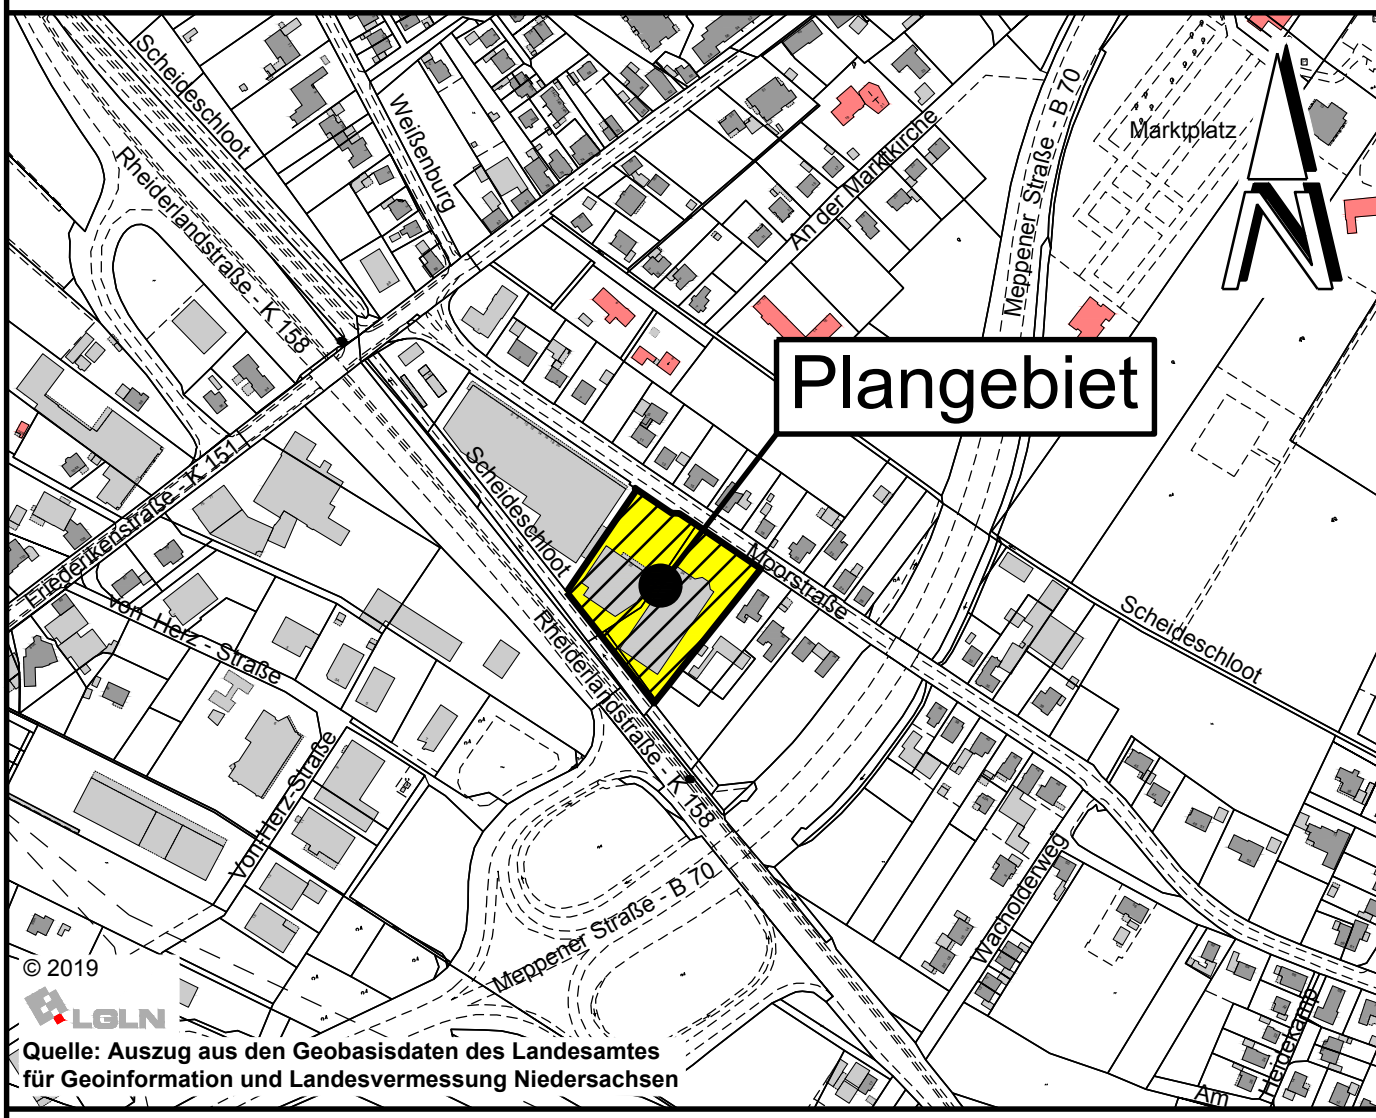 Scheideschloot
Weißenburg
Rheiderlandstraße - K 158
An der Marktkirche
Meppener Straße - B 70
Marktplatz
N
Plangebiet
Friederikenstraße - K 151
Scheideschloot
Moorstraße
von - Herz - Straße
Rheiderlandstraße - K 158
Scheideschloot
Von-Herz-Straße
Meppener Straße - B 70
Wacholderweg
Heidekamp
Am
© 2019
LGLN
Quelle: Auszug aus den Geobasisdaten des Landesamtes
für Geoinformation und Landesvermessung Niedersachsen